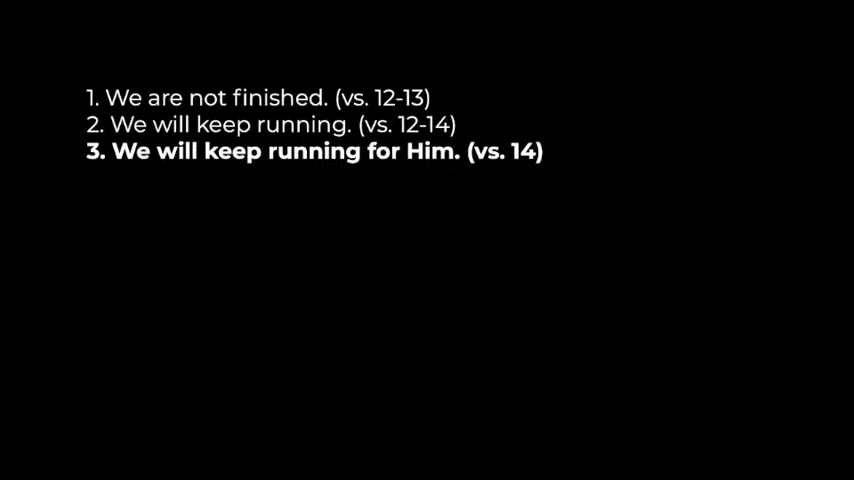 1. We are not finished. (vs. 12-13)
2. We will keep running. (vs. 12-14)
3. We will keep running for Him. (vs. 14)